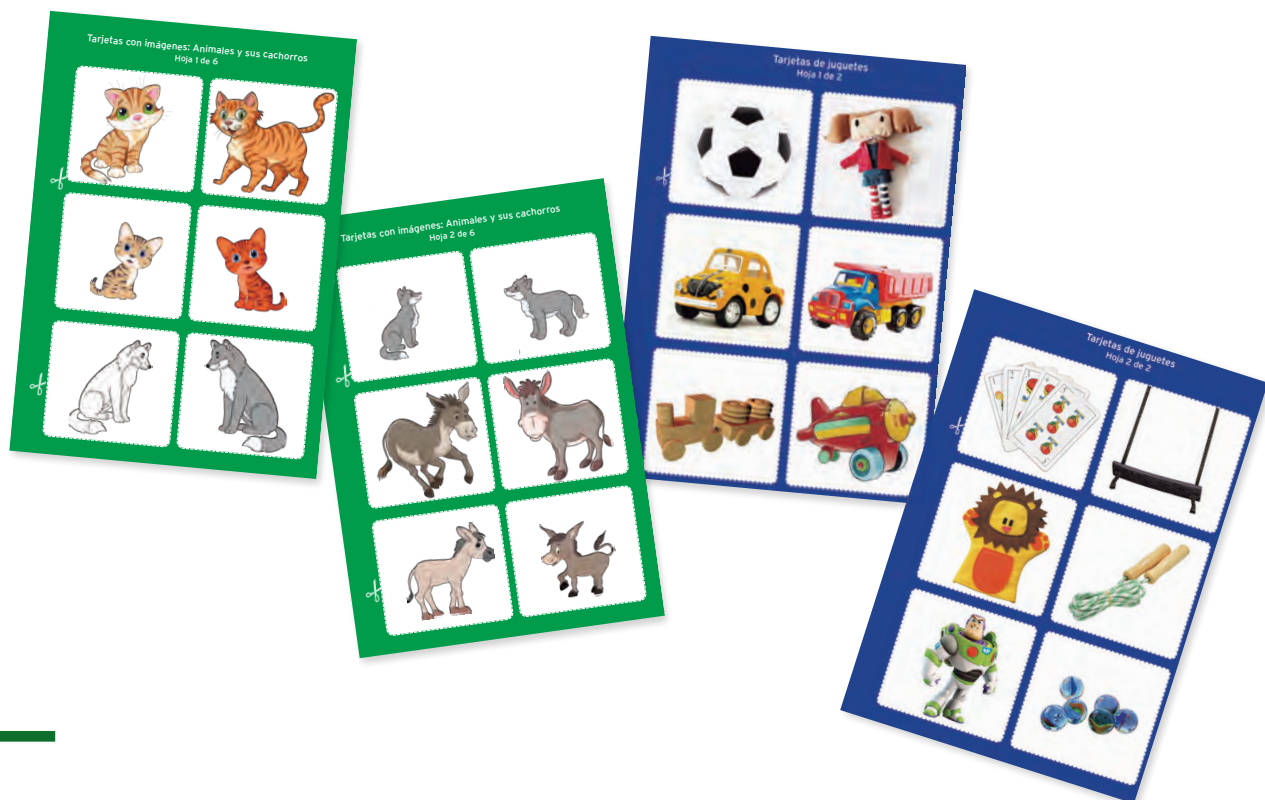 Tarjetas con imágenes: Animales y sus cachorros
Hoja 1 de 6
Tarjetas con imágenes: Animales y sus cachorros
Hoja 2 de 6
Tarjetas de juguetes
Hoja 1 de 2
Tarjetas de juguetes
Hoja 2 de 2